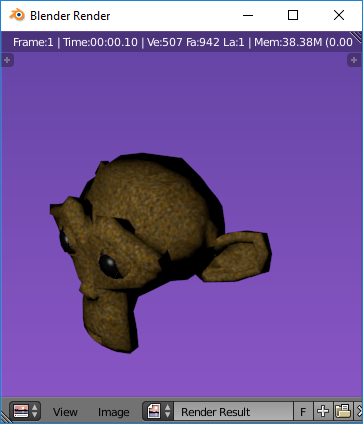 Blender Render
Frame:1 | Time:00:00.10 | Ve:507 Fa:942 La:1 | Mem:38.38M (0.00
View Image Render Result F